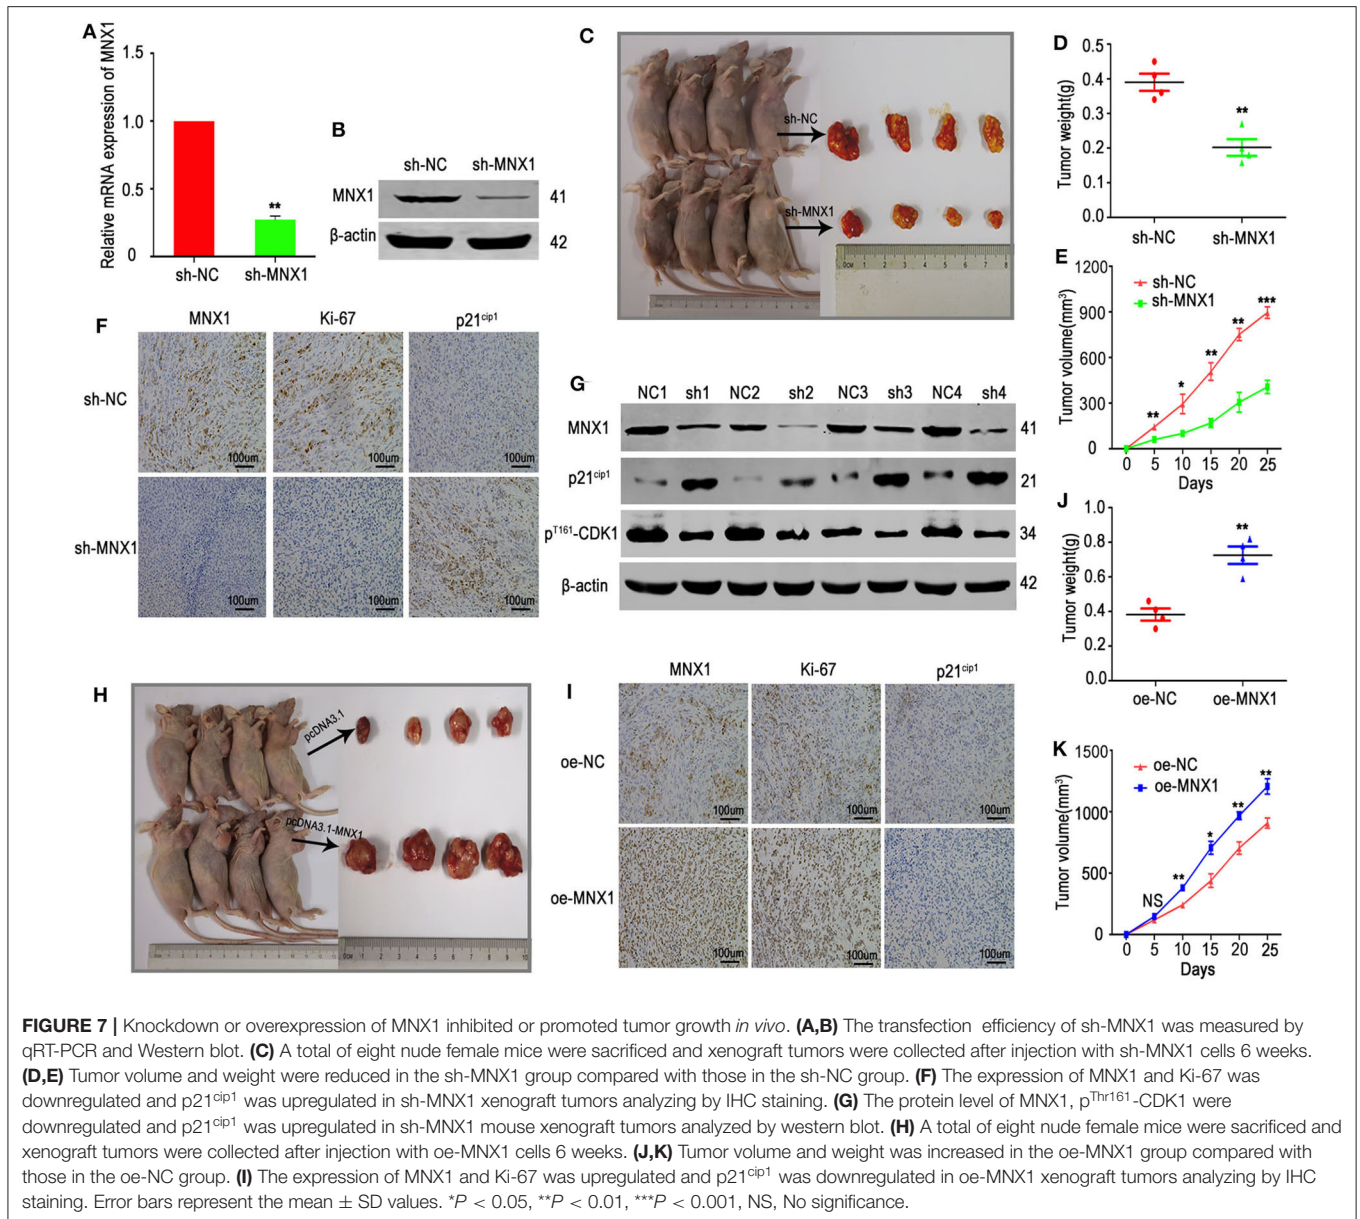 A
Relative mRNA expression of MNX1
1.5
1.0
0.5
0
**
sh-NC
sh-MNX1
B
sh-NC sh-MNX1
MNX1 41
β-actin 42
C
sh-NC
sh-MNX1
D
Tumor weight(g)
0.5
0.4
0.3
0.2
0.1
0.0
**
sh-NC sh-MNX1
E
Tumor volume(mm³)
1200
900
600
300
0
sh-NC
sh-MNX1
** * ** ** ***
0 5 10 15 20 25
Days
F
MNX1 Ki-67 p21cip1
sh-NC
100um 100um 100um
sh-MNX1
100um 100um 100um
G
NC1 sh1 NC2 sh2 NC3 sh3 NC4 sh4
MNX1 41
p21cip1 21
pT161-CDK1 34
β-actin 42
H
pcDNA3.1
pcDNA3.1-MNX1
I
MNX1 Ki-67 p21cip1
oe-NC
100um 100um 100um
oe-MNX1
100um 100um 100um
J
Tumor weight(g)
1.0
0.8
0.6
0.4
0.2
0.0
**
oe-NC oe-MNX1
K
Tumor volume(mm³)
1500
1000
500
0
oe-NC
oe-MNX1
NS ** * ** **
0 5 10 15 20 25
Days
FIGURE 7 | Knockdown or overexpression of MNX1 inhibited or promoted tumor growth in vivo. (A,B) The transfection efficiency of sh-MNX1 was measured by
qRT-PCR and Western blot. (C) A total of eight nude female mice were sacrificed and xenograft tumors were collected after injection with sh-MNX1 cells 6 weeks.
(D,E) Tumor volume and weight were reduced in the sh-MNX1 group compared with those in the sh-NC group. (F) The expression of MNX1 and Ki-67 was
downregulated and p21cip1 was upregulated in sh-MNX1 xenograft tumors analyzing by IHC staining. (G) The protein level of MNX1, pThr161-CDK1 were
downregulated and p21cip1 was upregulated in sh-MNX1 mouse xenograft tumors analyzed by western blot. (H) A total of eight nude female mice were sacrificed and
xenograft tumors were collected after injection with oe-MNX1 cells 6 weeks. (J,K) Tumor volume and weight was increased in the oe-MNX1 group compared with
those in the oe-NC group. (I) The expression of MNX1 and Ki-67 was upregulated and p21cip1 was downregulated in oe-MNX1 xenograft tumors analyzing by IHC
staining. Error bars represent the mean ± SD values. *P < 0.05, **P < 0.01, ***P < 0.001, NS, No significance.